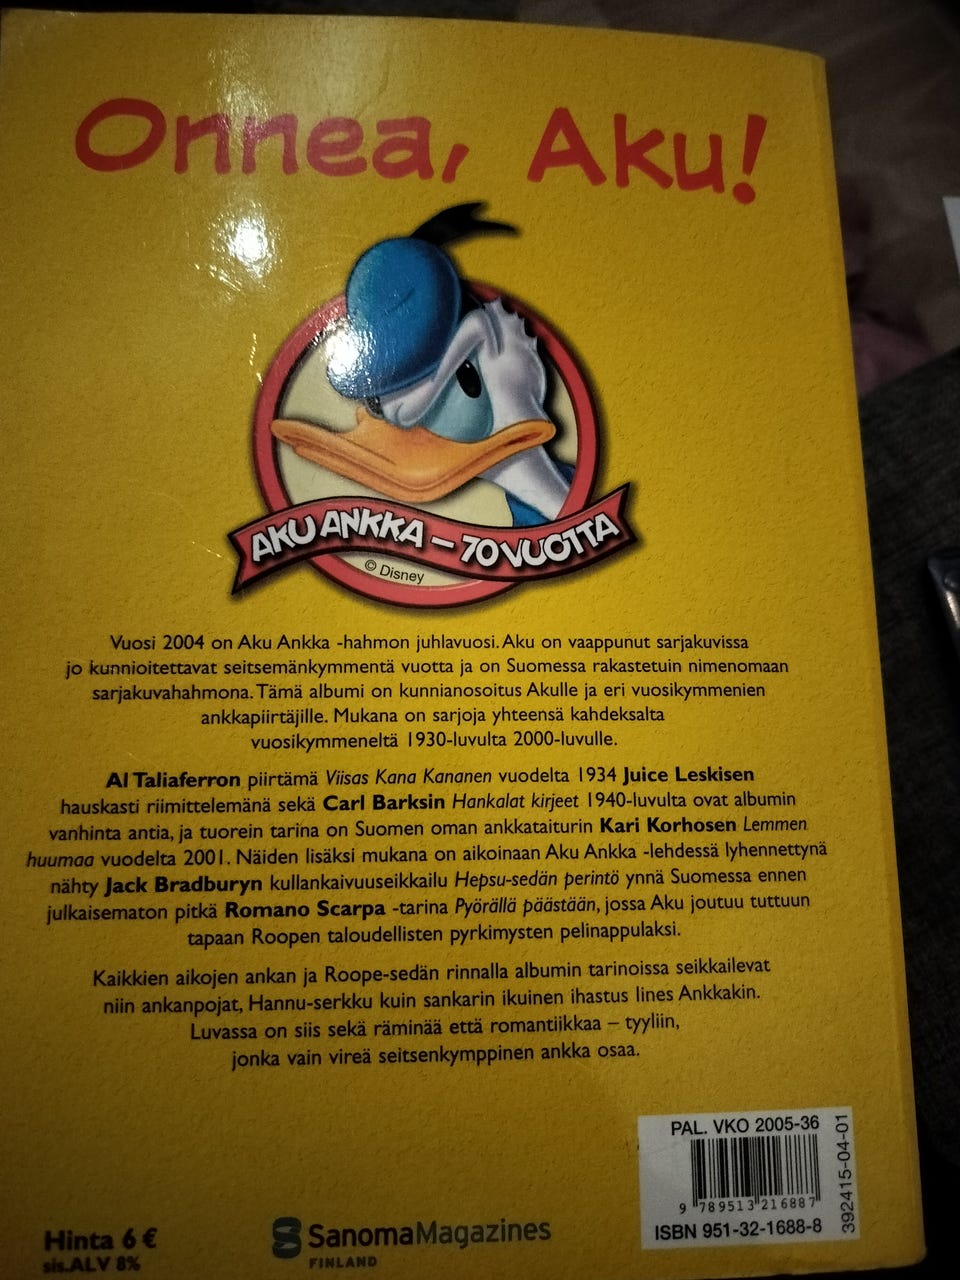 Onnea, Aku!
AKU ANKKA – 70 VUOTTA
© Disney
Vuosi 2004 on Aku Ankka -hahmon juhlavuosi. Aku on vaappunut sarjakuvissa
jo kunnioitettavat seitsemänkymmentä vuotta ja on Suomessa rakastetuin nimenomaan
sarjakuvahahmona. Tämä albumi on kunnianosoitus Akulle ja eri vuosikymmenien
ankkapiirtäjille. Mukana on sarjoja yhteensä kahdeksalta
vuosikymmeneltä 1930-luvulta 2000-luvulle.
Al Taliaferron piirtämä Viisas Kana Kananen vuodelta 1934 Juice Leskisen
hauskasti riimittelemänä sekä Carl Barksin Hankalat kirjeet 1940-luvulta ovat albumin
vanhinta antia, ja tuorein tarina on Suomen oman ankkataiturin Kari Korhosen Lemmen
huumaa vuodelta 2001. Näiden lisäksi mukana on aikoinaan Aku Ankka -lehdessä lyhennettynä
nähty Jack Bradburyn kullankaivuuseikkailu Hepsu-sedän perintö ynnä Suomessa ennen
julkaisematon pitkä Romano Scarpa -tarina Pyörällä päästään, jossa Aku joutuu tuttuun
tapaan Roopen taloudellisten pyrkimysten pelinappulaksi.
Kaikkien aikojen ankan ja Roope-sedän rinnalla albumin tarinoissa seikkailevat
niin ankanpojat, Hannu-serkku kuin sankarin ikuinen ihastus Iines Ankkakin.
Luvassa on siis sekä räminää että romantiikkaa – tyyliin,
jonka vain vireä seitsenkymppinen ankka osaa.
PAL. VKO 2005-36
9 789513 216887
ISBN 951-32-1688-8
392415-04-01
Hinta 6 €
sis.ALV 8%
SanomaMagazines
FINLAND